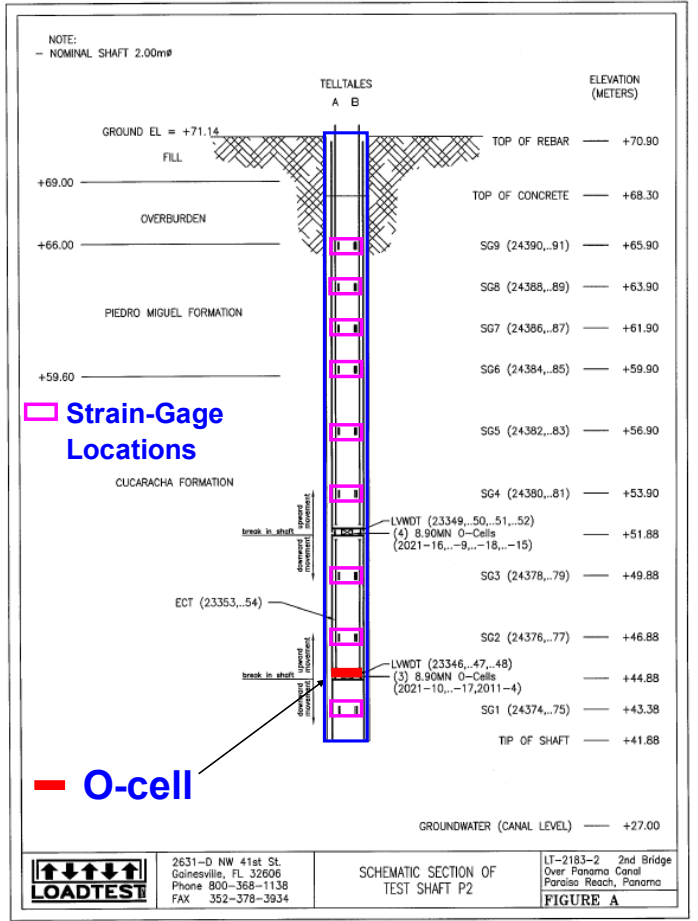 NOTE:
– NOMINAL SHAFT 2.00mø
TELLTAILES
A B
ELEVATION
(METERS)
GROUND EL = +71.14
TOP OF REBAR +70.90
FILL
+69.00
TOP OF CONCRETE +68.30
OVERBURDEN
+66.00
SG9 (24390,..91) +65.90
SG8 (24388,..89) +63.90
PIEDRO MIGUEL FORMATION
SG7 (24386,..87) +61.90
SG6 (24384,..85) +59.90
+59.60
Strain-Gage
Locations
SG5 (24382,..83) +56.90
CUCARACHA FORMATION
SG4 (24380,..81) +53.90
upward
movement
LVWDT (23349,..50,..51,..52)
break in shaft
(4) 8.90MN O-Cells
(2021-16,..-9,..-18,..-15)
+51.88
downward
movement
SG3 (24378,..79) +49.88
ECT (23353,..54)
SG2 (24376,..77) +46.88
upward
movement
LVWDT (23346,..47,..48)
break in shaft
(3) 8.90MN O-Cells
(2021-10,..-17,2011-4)
+44.88
downward
movement
SG1 (24374,..75) +43.38
TIP OF SHAFT +41.88
O-cell
GROUNDWATER (CANAL LEVEL) +27.00
LOADTEST
2631-D NW 41st St.
Gainesville, FL 32606
Phone 800-368-1138
FAX 352-378-3934
SCHEMATIC SECTION OF
TEST SHAFT P2
LT-2183-2 2nd Bridge
Over Panama Canal
Paraiso Reach, Panama
FIGURE A